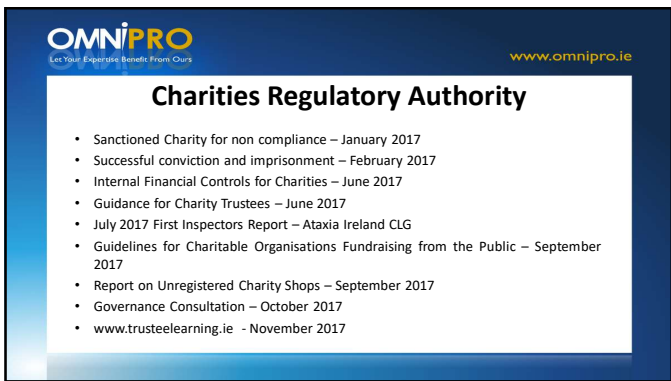 OMNIPRO
Let Your Expertise Benefit From Ours
www.omnipro.ie
Charities Regulatory Authority
• Sanctioned Charity for non compliance – January 2017
• Successful conviction and imprisonment – February 2017
• Internal Financial Controls for Charities – June 2017
• Guidance for Charity Trustees – June 2017
• July 2017 First Inspectors Report – Ataxia Ireland CLG
• Guidelines for Charitable Organisations Fundraising from the Public – September
2017
• Report on Unregistered Charity Shops – September 2017
• Governance Consultation – October 2017
• www.trusteelearning.ie - November 2017